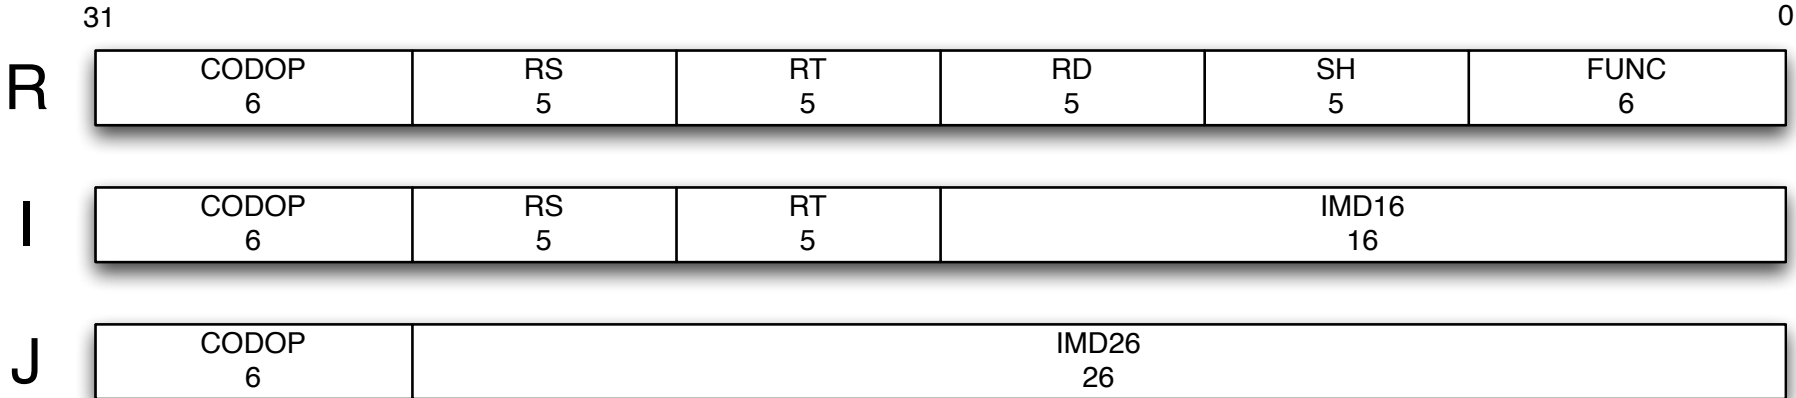 31 0
R CODOP RS RT RD SH FUNC
6 5 5 5 5 6
I CODOP RS RT IMD16
6 5 5 16
J CODOP IMD26
6 26